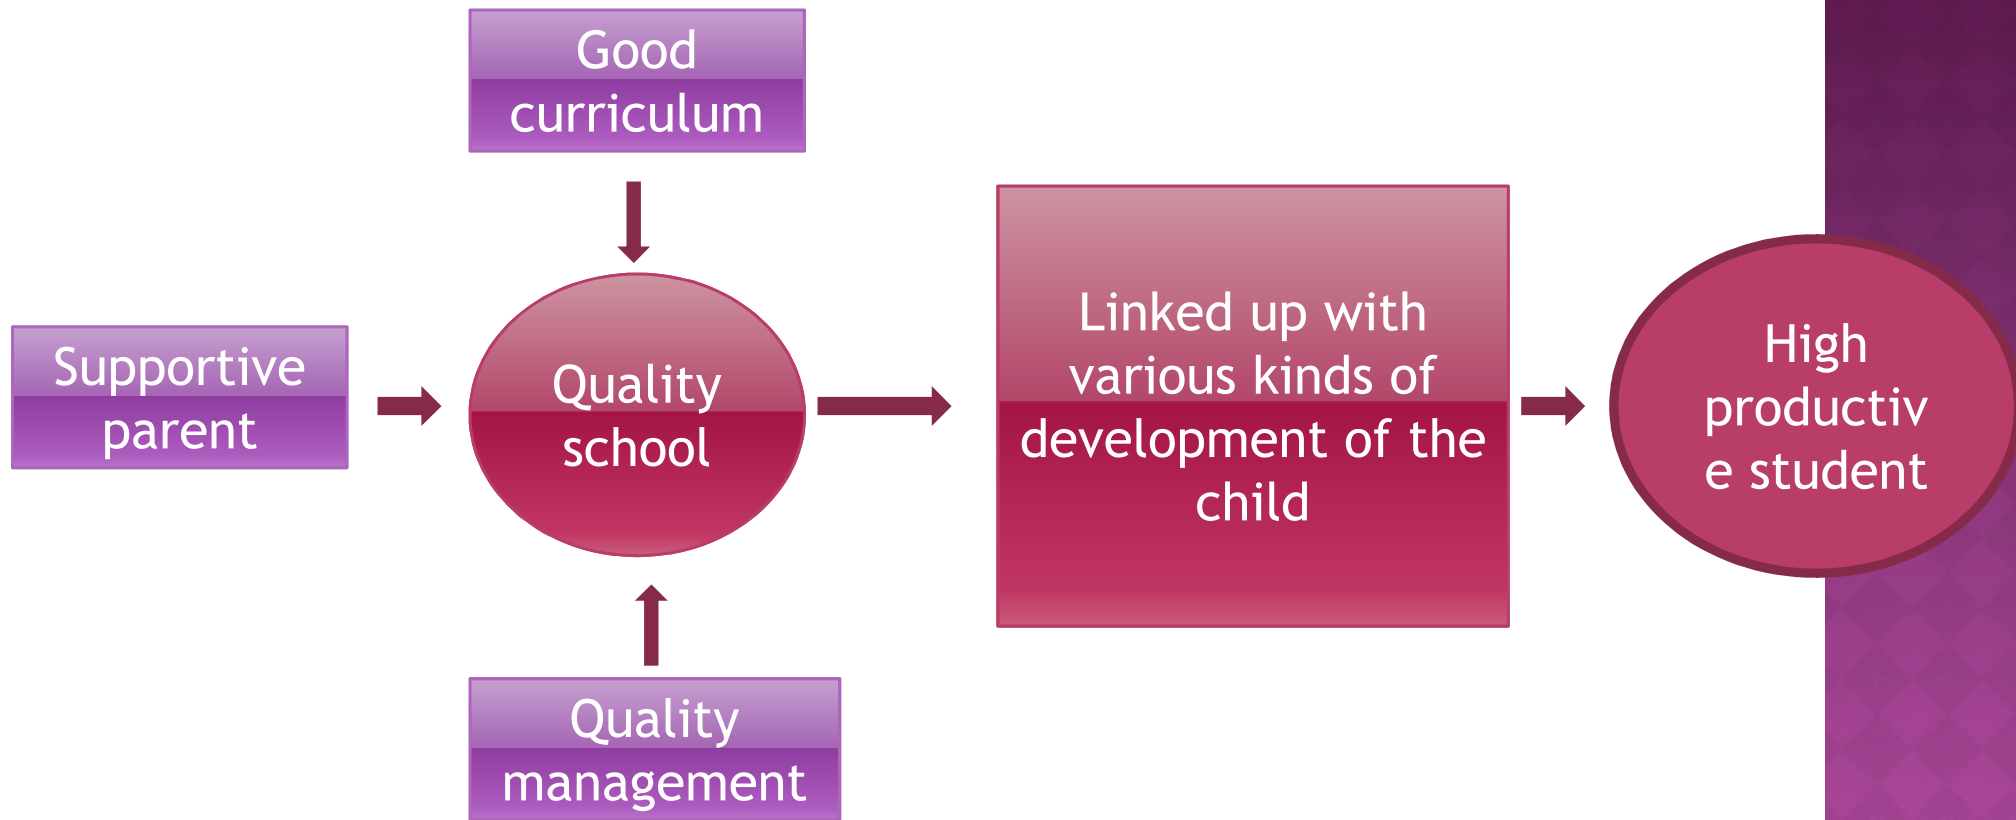 Good
curriculum
Supportive
parent
Quality
school
Quality
management
Linked up with
various kinds of
development of the
child
High
productiv
e student